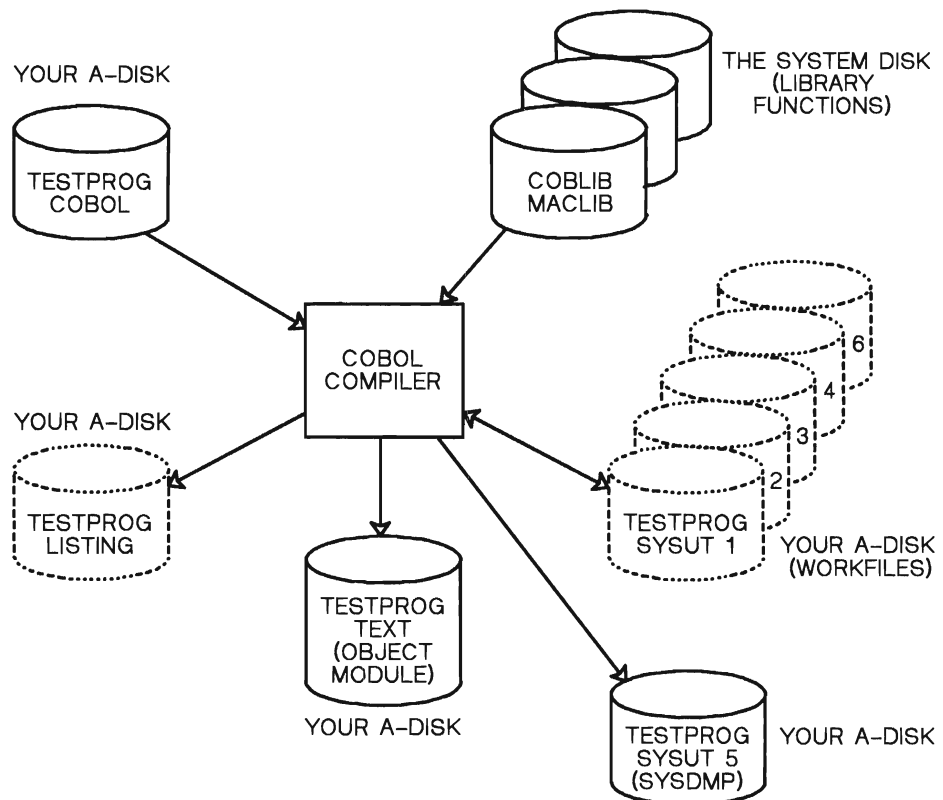 YOUR A-DISK
TESTPROG
COBOL
THE SYSTEM DISK
(LIBRARY
FUNCTIONS)
COBLIB
MACLIB
COBOL
COMPILER
YOUR A-DISK
TESTPROG
LISTING
TESTPROG
TEXT
(OBJECT
MODULE)
YOUR A-DISK
6
4
3
2
TESTPROG
SYSUT 1
YOUR A-DISK
(WORKFILES)
TESTPROG
SYSUT 5
(SYSDMP)
YOUR A-DISK